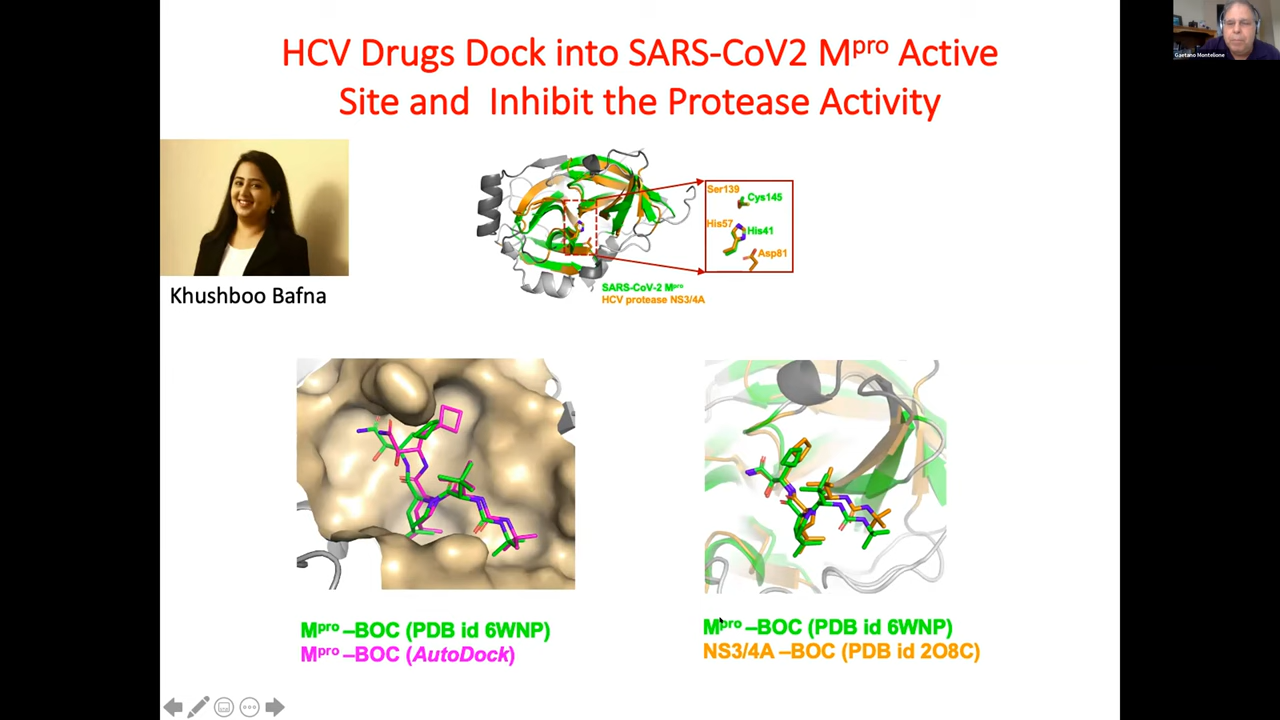 HCV Drugs Dock into SARS-CoV2 Mpro Active
Site and Inhibit the Protease Activity
Gaetano Montelione
Khushboo Bafna
Ser139
Cys145
His57
His41
Asp81
SARS-CoV-2 Mpro
HCV protease NS3/4A
Mpro –BOC (PDB id 6WNP)
Mpro –BOC (AutoDock)
Mpro –BOC (PDB id 6WNP)
NS3/4A –BOC (PDB id 2O8C)